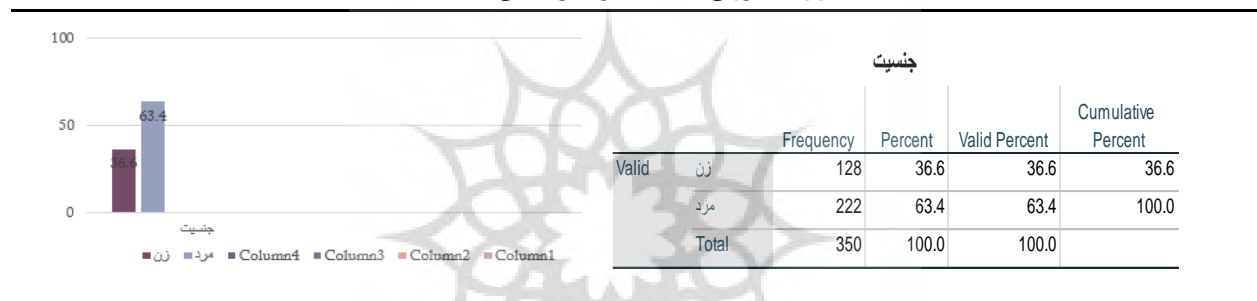 100
50
0
63.4
36.6
جنسیت
زن مرد Column4 Column3 Column2 Column1
جنسیت
Frequency Percent Valid Percent Cumulative Percent
Valid زن 128 36.6 36.6 36.6
مرد 222 63.4 63.4 100.0
Total 350 100.0 100.0